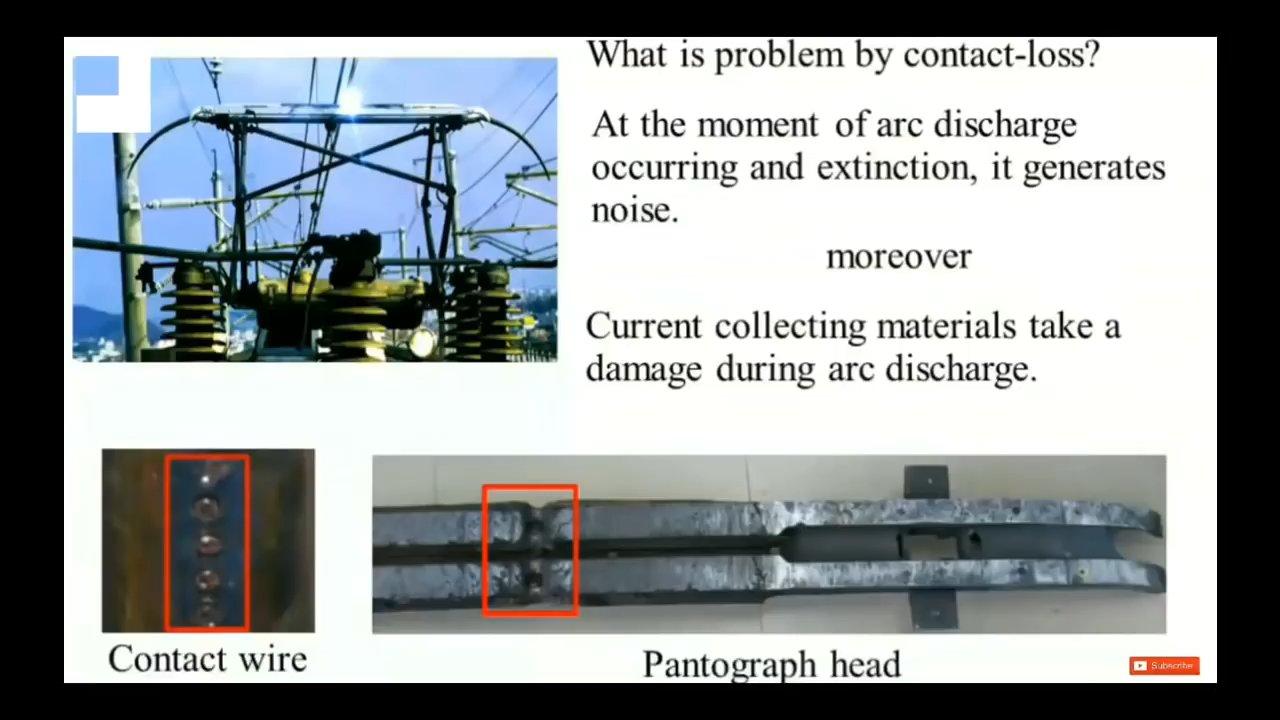 What is problem by contact-loss?
At the moment of arc discharge
occurring and extinction, it generates
noise.
moreover
Current collecting materials take a
damage during arc discharge.
Contact wire
Pantograph head
Subscribe